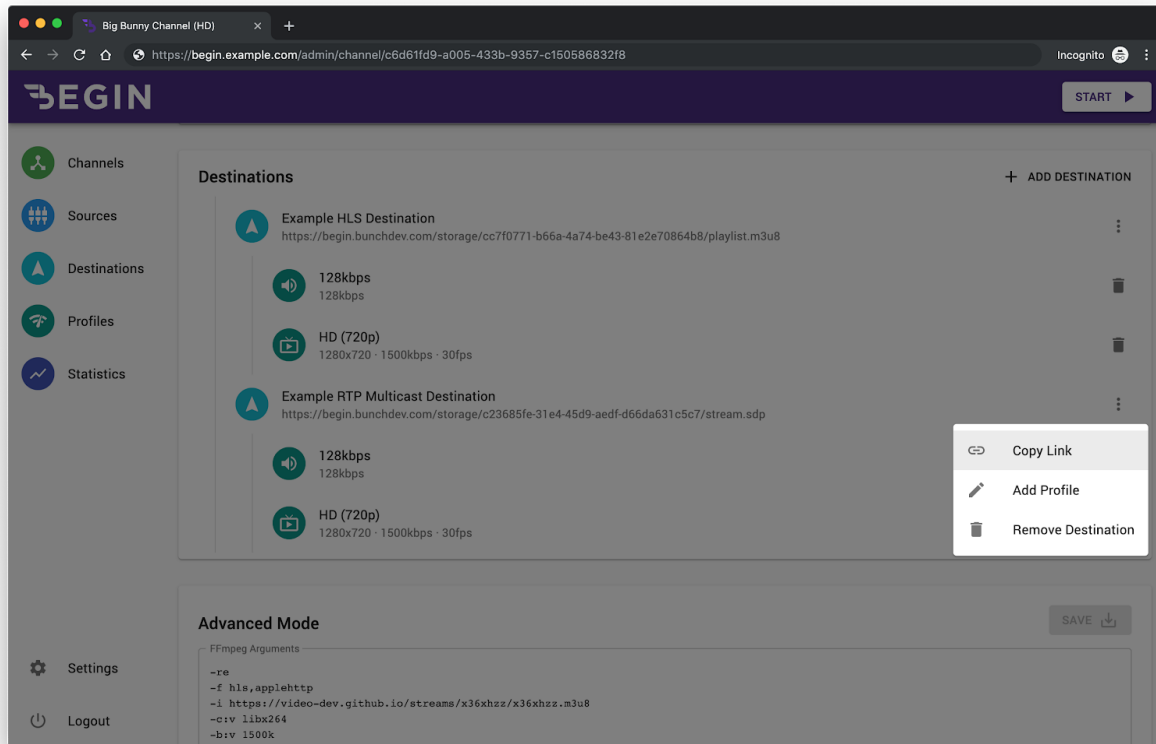 Big Bunny Channel (HD)
https://begin.example.com/admin/channel/c6d61fd9-a005-433b-9357-c150586832f8
Incognito
BEGIN
START
Channels
Sources
Destinations
Profiles
Statistics
Settings
Logout
Destinations
ADD DESTINATION
Example HLS Destination
https://begin.bunchdev.com/storage/cc7f0771-b66a-4a74-be43-81e2e70864b8/playlist.m3u8
128kbps
128kbps
HD (720p)
1280x720 · 1500kbps · 30fps
Example RTP Multicast Destination
https://begin.bunchdev.com/storage/c23685fe-31e4-45d9-aedf-d66da631c5c7/stream.sdp
128kbps
128kbps
HD (720p)
1280x720 · 1500kbps · 30fps
Copy Link
Add Profile
Remove Destination
Advanced Mode
SAVE
FFmpeg Arguments
-re
-f hls,applehttp
-i https://video-dev.github.io/streams/x36xhzz/x36xhzz.m3u8
-c:v libx264
-b:v 1500k